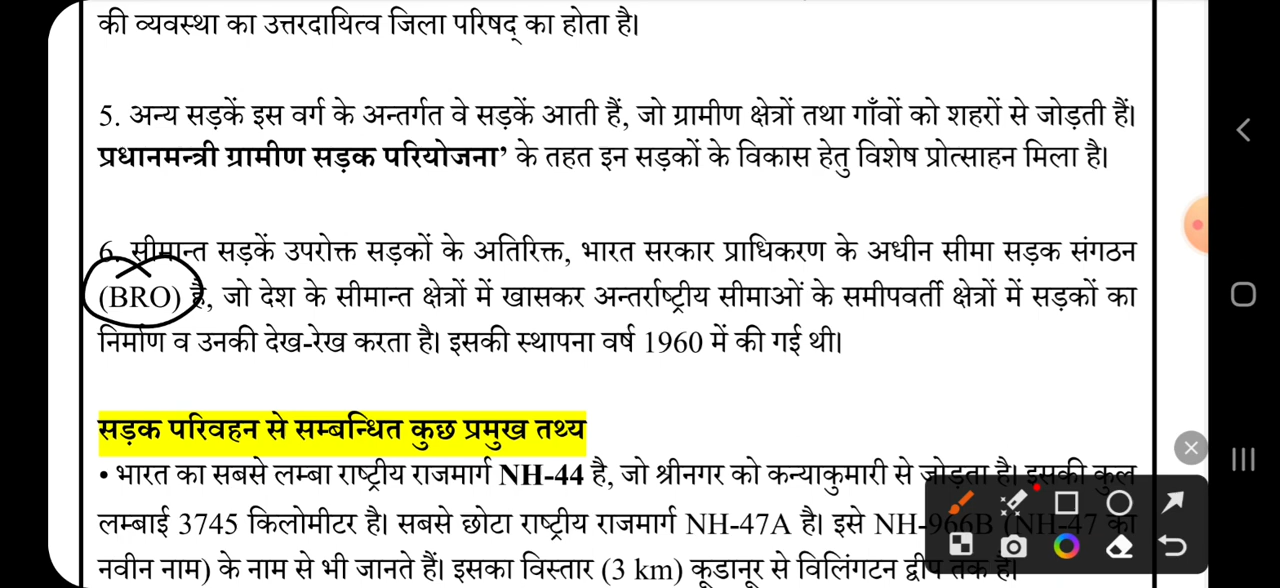 की व्यवस्था का उत्तरदायित्व जिला परिषद् का होता है।
5. अन्य सड़कें इस वर्ग के अन्तर्गत वे सड़कें आती हैं, जो ग्रामीण क्षेत्रों तथा गाँवों को शहरों से जोड़ती हैं।
प्रधानमन्त्री ग्रामीण सड़क परियोजना’ के तहत इन सड़कों के विकास हेतु विशेष प्रोत्साहन मिला है।
6. सीमान्त सड़कें उपरोक्त सड़कों के अतिरिक्त, भारत सरकार प्राधिकरण के अधीन सीमा सड़क संगठन
(BRO) है, जो देश के सीमान्त क्षेत्रों में खासकर अन्तर्राष्ट्रीय सीमाओं के समीपवर्ती क्षेत्रों में सड़कों का
निर्माण व उनकी देख-रेख करता है। इसकी स्थापना वर्ष 1960 में की गई थी।
सड़क परिवहन से सम्बन्धित कुछ प्रमुख तथ्य
• भारत का सबसे लम्बा राष्ट्रीय राजमार्ग NH-44 है, जो श्रीनगर को कन्याकुमारी से जोड़ता है। इसकी कुल
लम्बाई 3745 किलोमीटर है। सबसे छोटा राष्ट्रीय राजमार्ग NH-47A है। इसे NH-966B (NH-47 का
नवीन नाम) के नाम से भी जानते हैं। इसका विस्तार (3 km) कूडानूर से विलिंगटन द्वीप तक है।